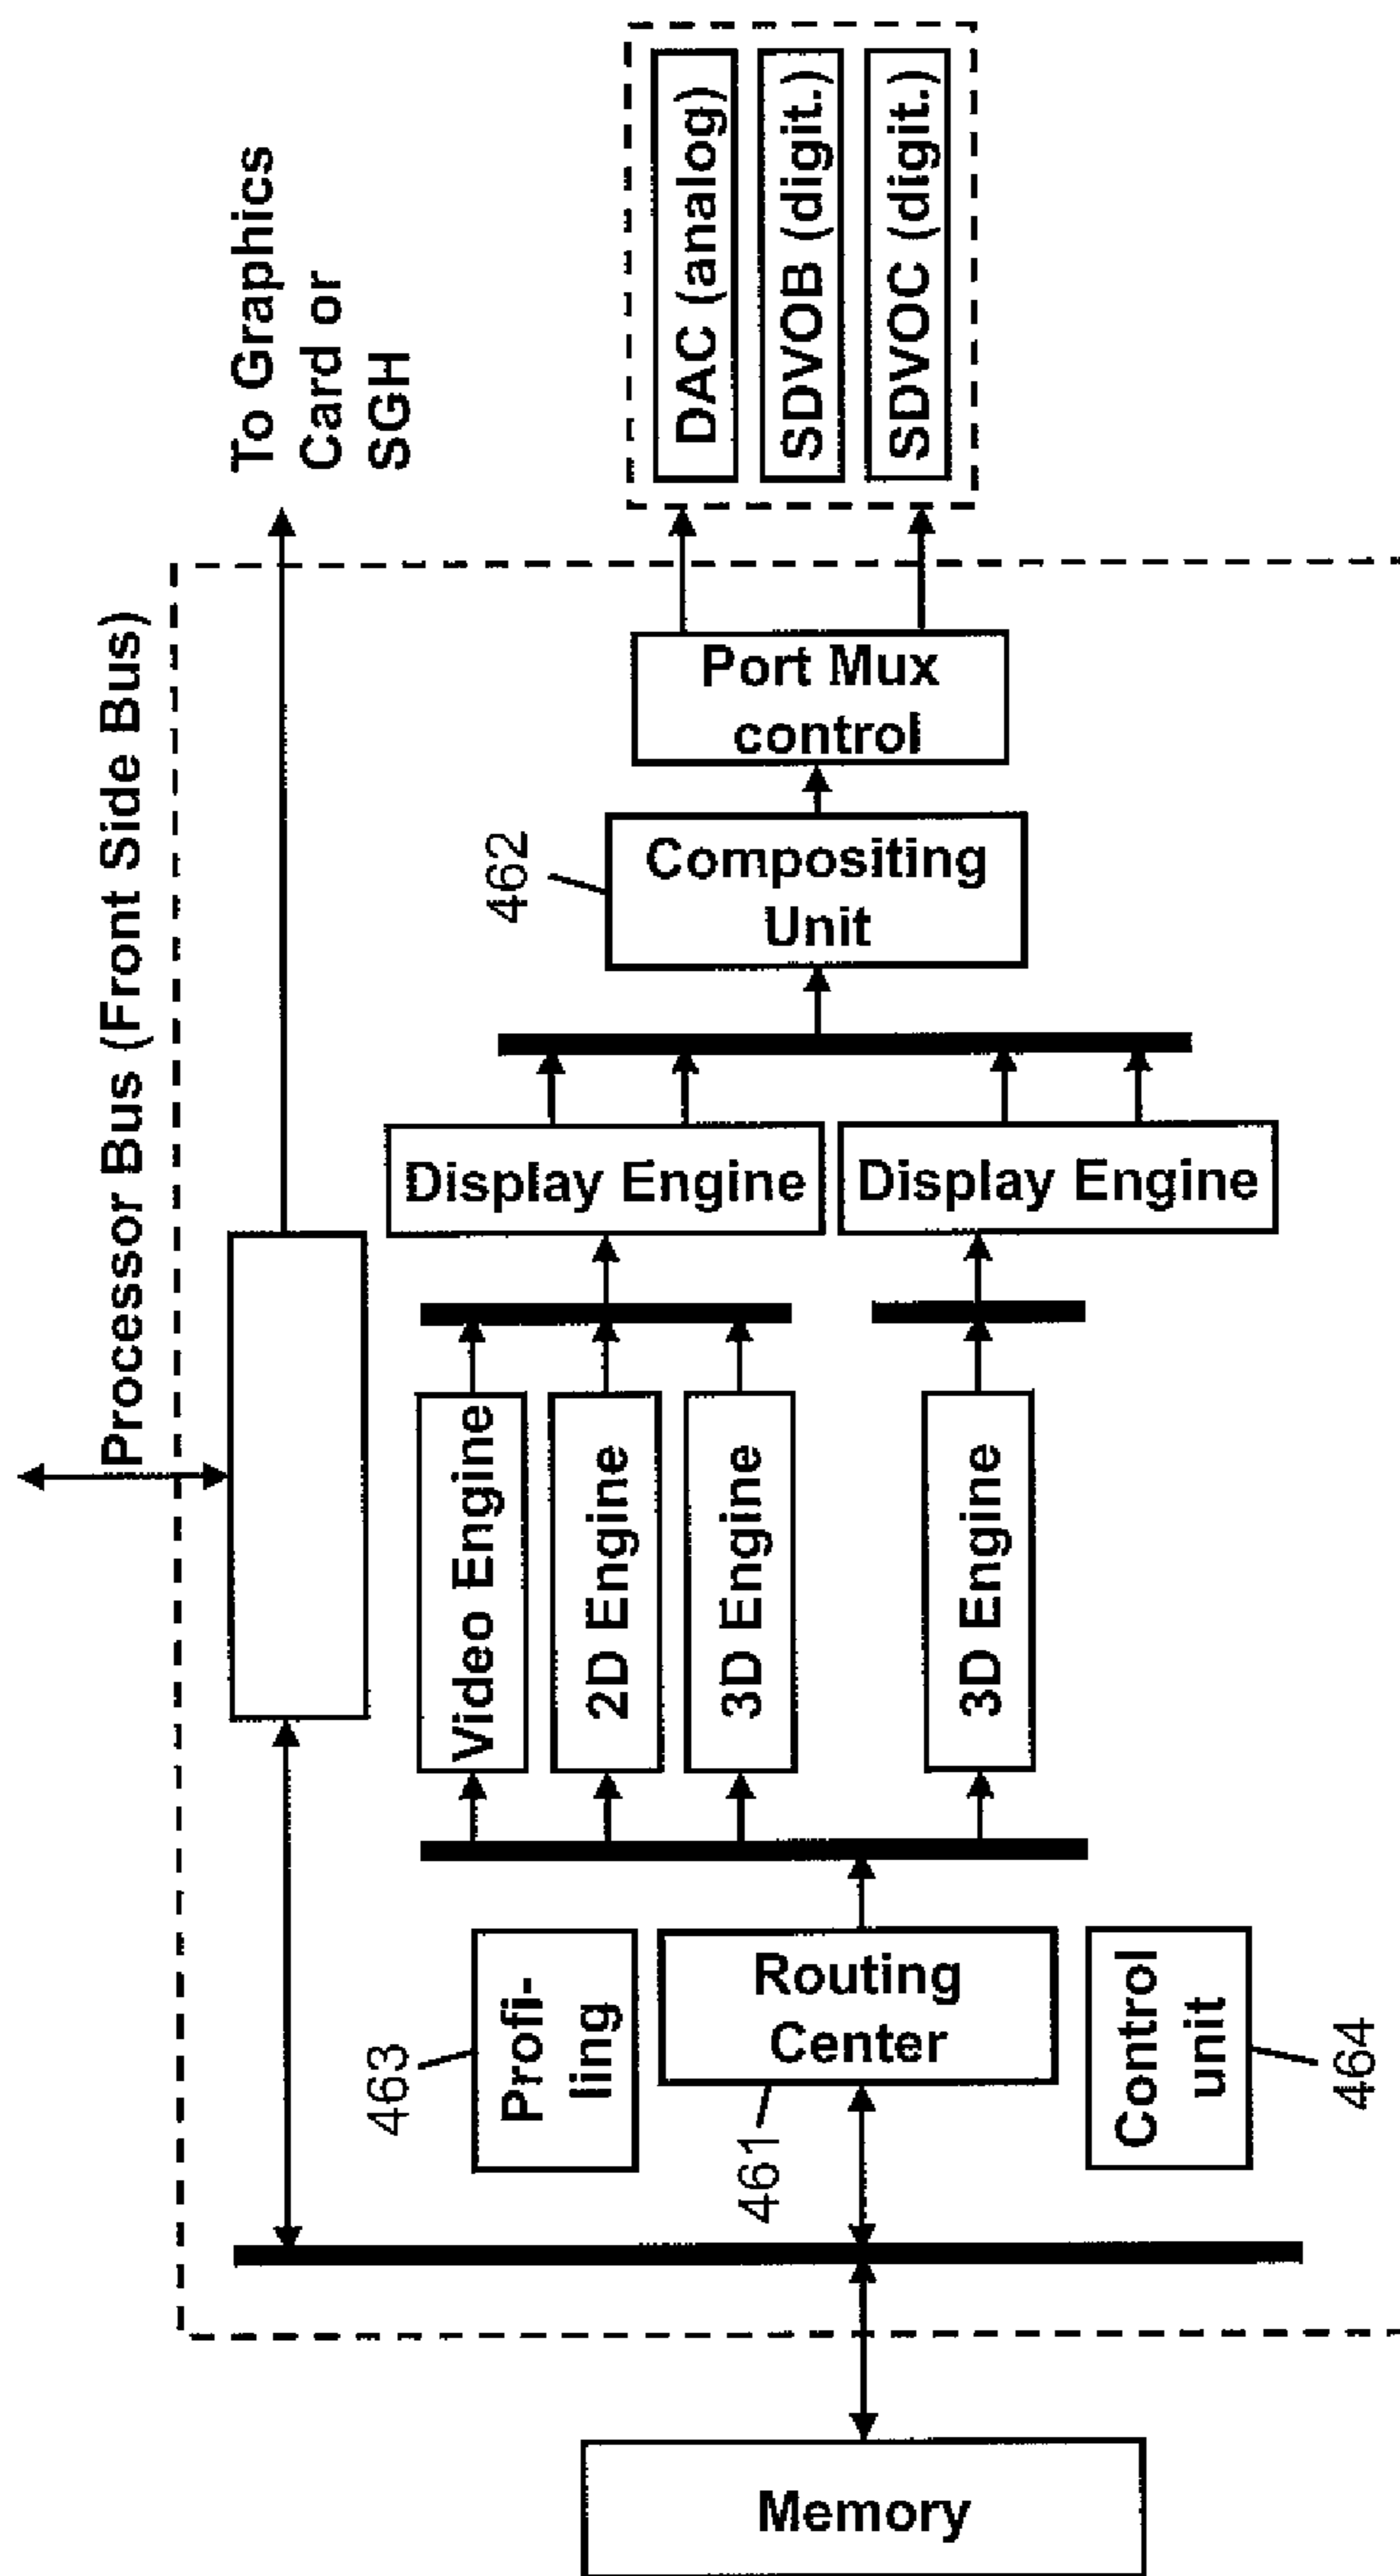 Processor Bus (Front Side Bus)
To Graphics
Card or
SGH
DAC (analog)
SDVOB (digit.)
SDVOC (digit.)
Port Mux
control
462
Compositing
Unit
Display Engine
Display Engine
Video Engine
2D Engine
3D Engine
3D Engine
463
Profi-
ling
Routing
Center
461
Control
unit
464
Memory